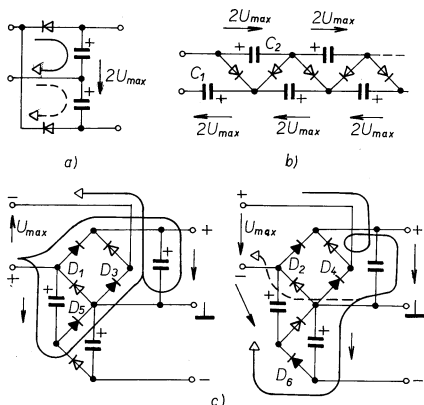 +
+
2Umax
a)
2Umax 2Umax
+ C2 +
C1
+ + +
2Umax 2Umax 2Umax
b)
− +
Umax + Umax +
+ + − +
D1 D3 D2 D4
+ +
D5
+ +
− −
D6
c)